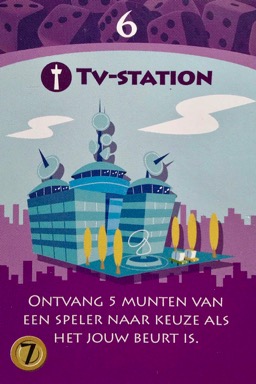 6
Tv-station
Ontvang 5 munten van
een speler naar keuze als
het jouw beurt is.
7